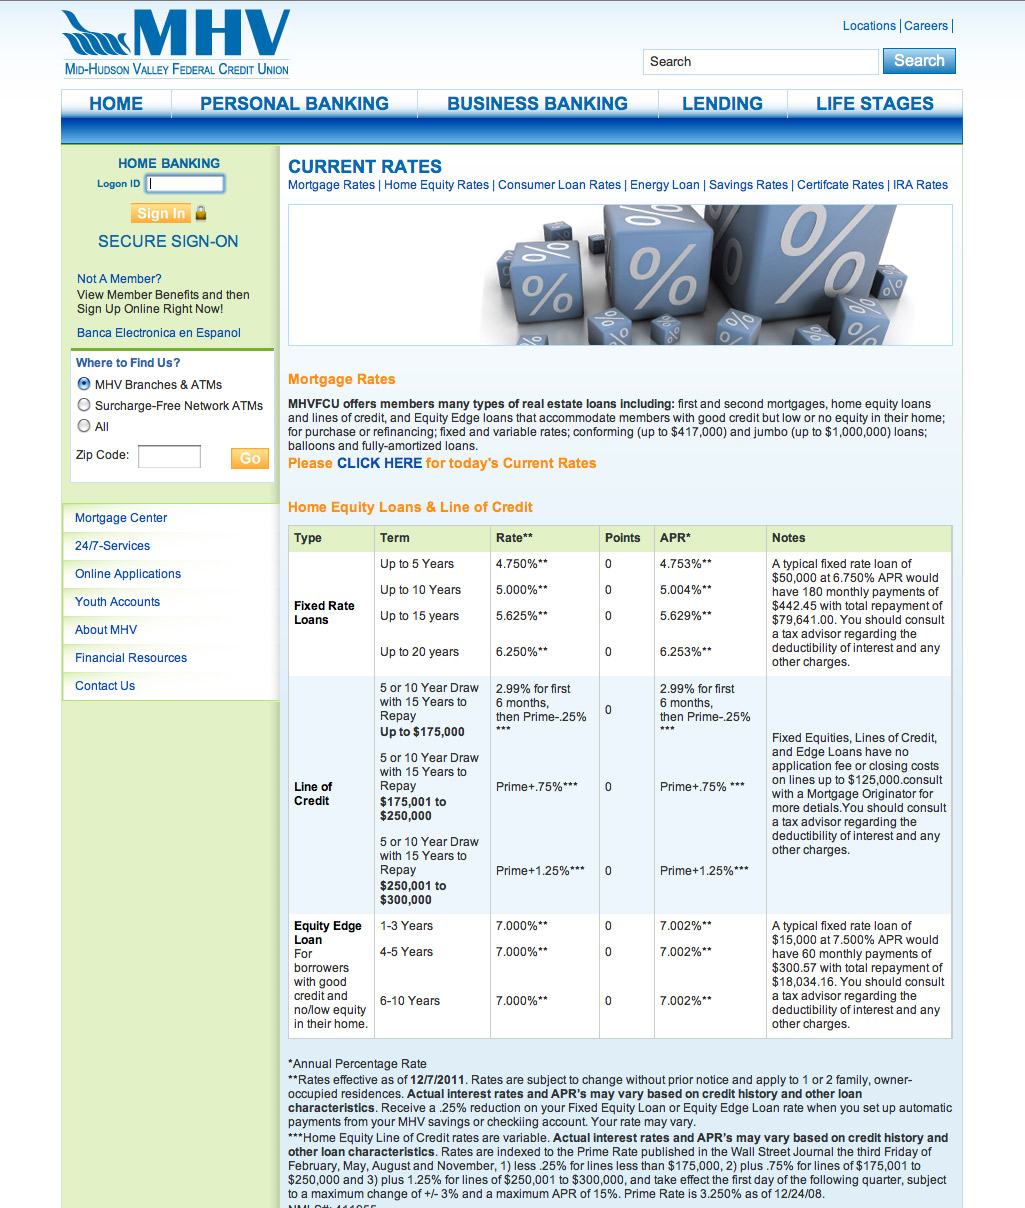 MHV
MID-HUDSON VALLEY FEDERAL CREDIT UNION
Locations | Careers |
Search
Search
HOME
PERSONAL BANKING
BUSINESS BANKING
LENDING
LIFE STAGES
HOME BANKING
Logon ID
Sign In
SECURE SIGN-ON
Not A Member?
View Member Benefits and then
Sign Up Online Right Now!
Banca Electronica en Espanol
Where to Find Us?
MHV Branches & ATMs
Surcharge-Free Network ATMs
All
Zip Code:
Go
Mortgage Center
24/7-Services
Online Applications
Youth Accounts
About MHV
Financial Resources
Contact Us
CURRENT RATES
Mortgage Rates | Home Equity Rates | Consumer Loan Rates | Energy Loan | Savings Rates | Certifcate Rates | IRA Rates
Mortgage Rates
MHVFCU offers members many types of real estate loans including: first and second mortgages, home equity loans
and lines of credit, and Equity Edge loans that accommodate members with good credit but low or no equity in their home;
for purchase or refinancing; fixed and variable rates; conforming (up to $417,000) and jumbo (up to $1,000,000) loans;
balloons and fully-amortized loans.
Please CLICK HERE for today's Current Rates
Home Equity Loans & Line of Credit
Type Term Rate** Points APR* Notes
Fixed Rate
Loans
Up to 5 Years 4.750%** 0 4.753%**
Up to 10 Years 5.000%** 0 5.004%**
Up to 15 years 5.625%** 0 5.629%**
Up to 20 years 6.250%** 0 6.253%**
A typical fixed rate loan of
$50,000 at 6.750% APR would
have 180 monthly payments of
$442.45 with total repayment of
$79,641.00. You should consult
a tax advisor regarding the
deductibility of interest and any
other charges.
Line of
Credit
5 or 10 Year Draw
with 15 Years to
Repay
Up to $175,000
2.99% for first
6 months,
then Prime-.25%
***
0
2.99% for first
6 months,
then Prime-.25%
***
5 or 10 Year Draw
with 15 Years to
Repay
$175,001 to
$250,000
Prime+.75%*** 0 Prime+.75% ***
5 or 10 Year Draw
with 15 Years to
Repay
$250,001 to
$300,000
Prime+1.25%*** 0 Prime+1.25%***
Fixed Equities, Lines of Credit,
and Edge Loans have no
application fee or closing costs
on lines up to $125,000.consult
with a Mortgage Originator for
more detials.You should consult
a tax advisor regarding the
deductibility of interest and any
other charges.
Equity Edge
Loan
For
borrowers
with good
credit and
no/low equity
in their home.
1-3 Years 7.000%** 0 7.002%**
4-5 Years 7.000%** 0 7.002%**
6-10 Years 7.000%** 0 7.002%**
A typical fixed rate loan of
$15,000 at 7.500% APR would
have 60 monthly payments of
$300.57 with total repayment of
$18,034.16. You should consult
a tax advisor regarding the
deductibility of interest and any
other charges.
*Annual Percentage Rate
**Rates effective as of 12/7/2011. Rates are subject to change without prior notice and apply to 1 or 2 family, owner-
occupied residences. Actual interest rates and APR's may vary based on credit history and other loan
characteristics. Receive a .25% reduction on your Fixed Equity Loan or Equity Edge Loan rate when you set up automatic
payments from your MHV savings or checkiing account. Your rate may vary.
***Home Equity Line of Credit rates are variable. Actual interest rates and APR's may vary based on credit history and
other loan characteristics. Rates are indexed to the Prime Rate published in the Wall Street Journal the third Friday of
February, May, August and November, 1) less .25% for lines less than $175,000, 2) plus .75% for lines of $175,001 to
$250,000 and 3) plus 1.25% for lines of $250,001 to $300,000, and take effect the first day of the following quarter, subject
to a maximum change of +/- 3% and a maximum APR of 15%. Prime Rate is 3.250% as of 12/24/08.